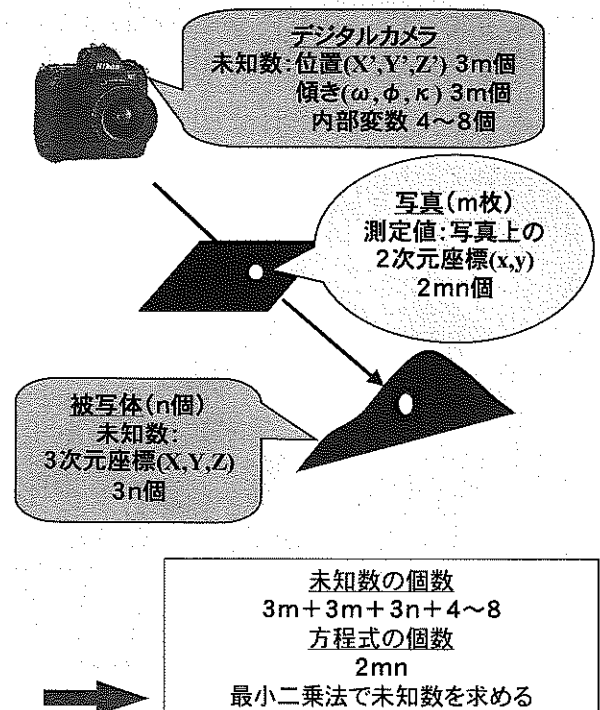 デジタルカメラ
未知数:位置(X’,Y’,Z’) 3m個
傾き(ω,φ,κ) 3m個
内部変数 4~8個
写真(m枚)
測定値:写真上の
2次元座標(x,y)
2mn個
被写体(n個)
未知数:
3次元座標(X,Y,Z)
3n個
未知数の個数
3m+3m+3n+4~8
方程式の個数
2mn
最小二乗法で未知数を求める